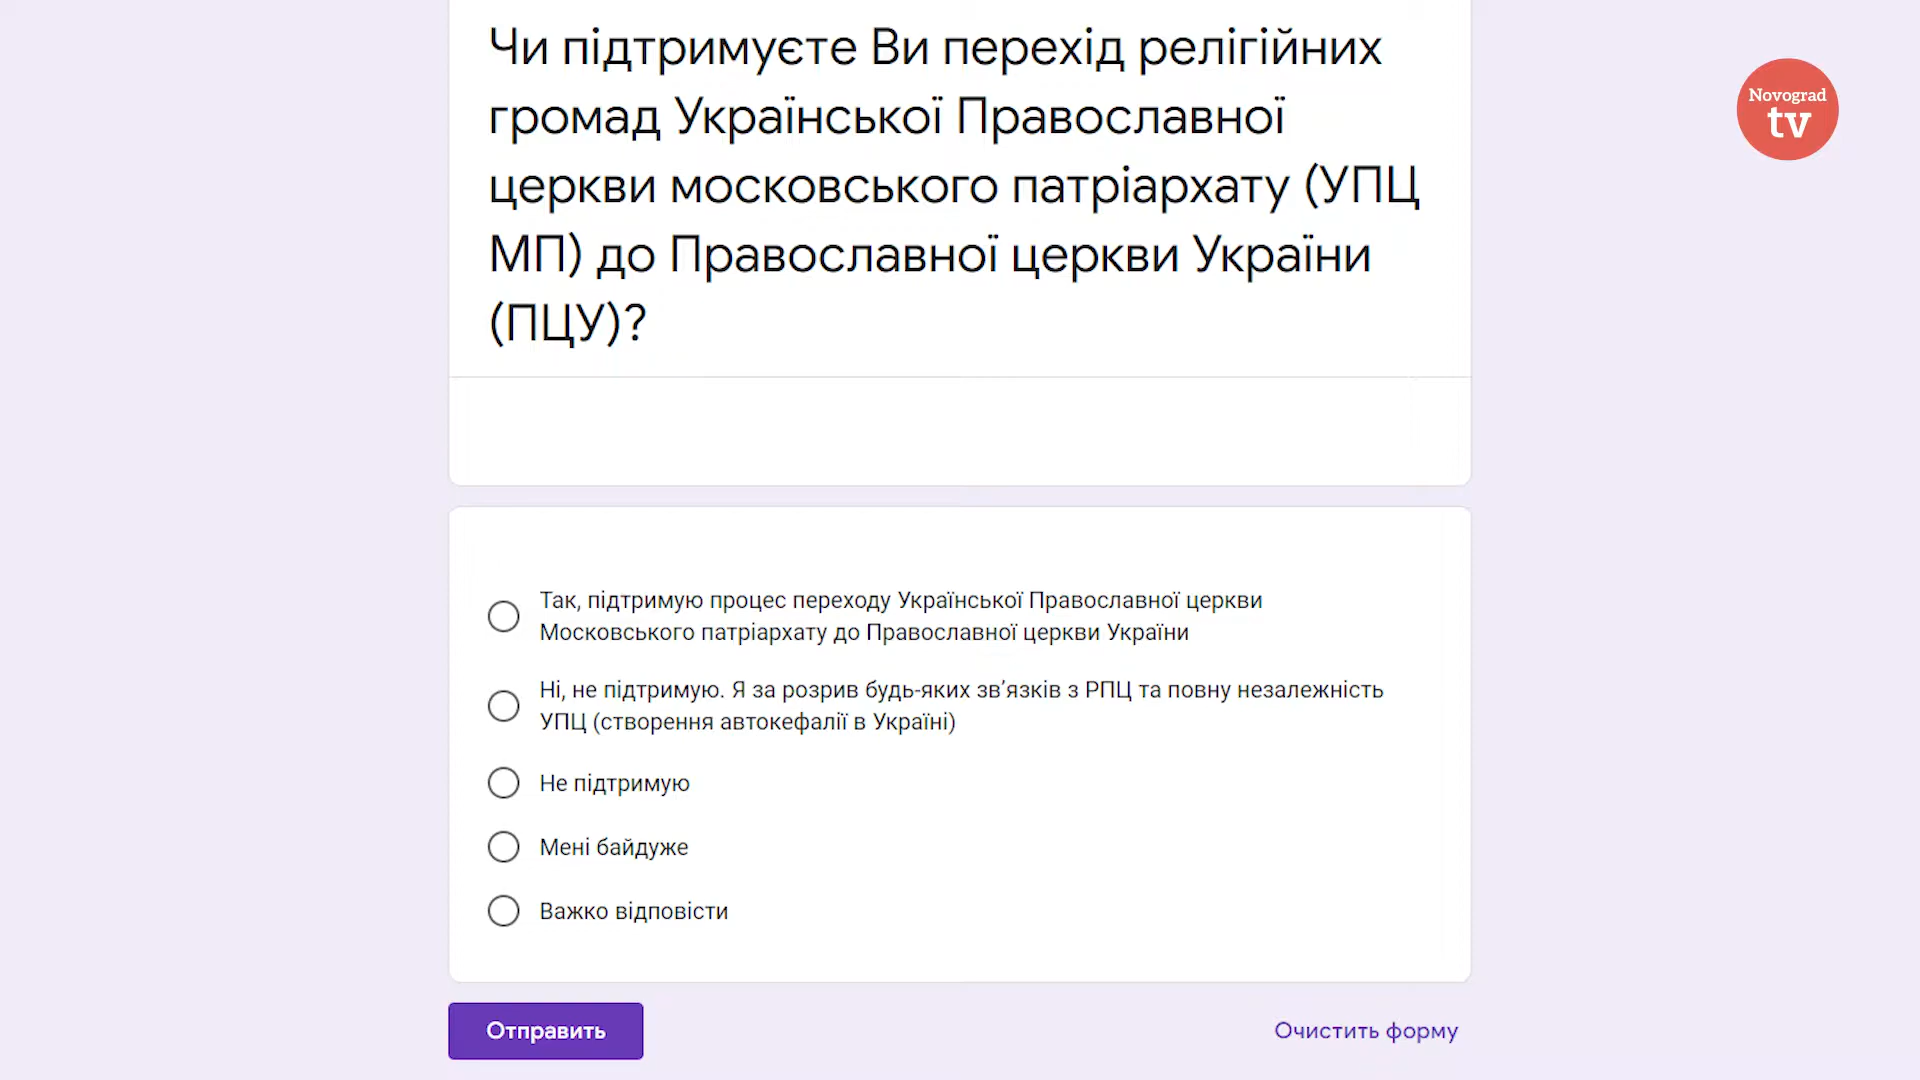 Чи підтримуєте Ви перехід релігійних
громад Української Православної
церкви московського патріархату (УПЦ
МП) до Православної церкви України
(ПЦУ)?
Novograd
tv
Так, підтримую процес переходу Української Православної церкви
Московського патріархату до Православної церкви України
Ні, не підтримую. Я за розрив будь-яких зв’язків з РПЦ та повну незалежність
УПЦ (створення автокефалії в Україні)
Не підтримую
Мені байдуже
Важко відповісти
Отправить
Очистить форму